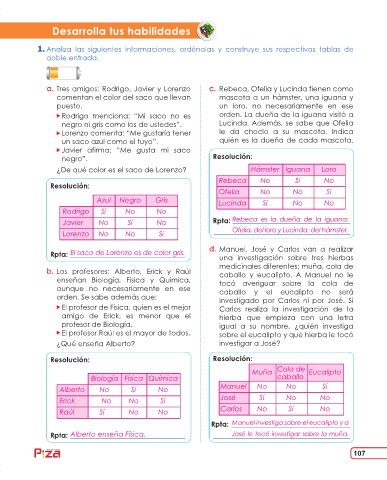 Desarrolla tus habilidades
1. Analiza las siguientes informaciones, ordénalas y construye sus respectivas tablas de
doble entrada.
a. Tres amigos: Rodrigo, Javier y Lorenzo
comentan el color del saco que llevan
puesto.
Rodrigo menciona: "Mi saco no es
negro ni gris como los de ustedes".
Lorenzo comenta: "Me gustaría tener
un saco azul como el tuyo".
Javier afirma: "Me gusta mi saco
negro".
¿De qué color es el saco de Lorenzo?
Resolución:
Azul Negro Gris
Rodrigo Sí No No
Javier No Sí No
Lorenzo No No Sí
Rpta: El saco de Lorenzo es de color gris.
b. Los profesores: Alberto, Erick y Raúl
enseñan Biología, Física y Química,
aunque no necesariamente en ese
orden. Se sabe además que:
El profesor de Física, quien es el mejor
amigo de Erick, es menor que el
profesor de Biología.
El profesor Raúl es el mayor de todos.
¿Qué enseña Alberto?
Resolución:
Biología Física Química
Alberto No Sí No
Erick No No Sí
Raúl Sí No No
Rpta: Alberto enseña Física.
c. Rebeca, Ofelia y Lucinda tienen como
mascota a un hámster, una iguana y
un loro, no necesariamente en ese
orden. La dueña de la iguana visitó a
Lucinda. Además, se sabe que Ofelia
le da choclo a su mascota. Indica
quién es la dueña de cada mascota.
Resolución:
Hámster Iguana Loro
Rebeca No Sí No
Ofelia No No Sí
Lucinda Sí No No
Rpta: Rebeca es la dueña de la iguana;
Ofelia, del loro y Lucinda, del hámster.
d. Manuel, José y Carlos van a realizar
una investigación sobre tres hierbas
medicinales diferentes: muña, cola de
caballo y eucalipto. A Manuel no le
tocó averiguar sobre la cola de
caballo y el eucalipto no será
investigado por Carlos ni por José. Si
Carlos realiza la investigación de la
hierba que empieza con una letra
igual a su nombre, ¿quién investiga
sobre el eucalipto y qué hierba le tocó
investigar a José?
Resolución:
Muña Cola de caballo Eucalipto
Manuel No No Sí
José Sí No No
Carlos No Sí No
Rpta: Manuel investiga sobre el eucalipto y a
José le tocó investigar sobre la muña.
P'zA
107